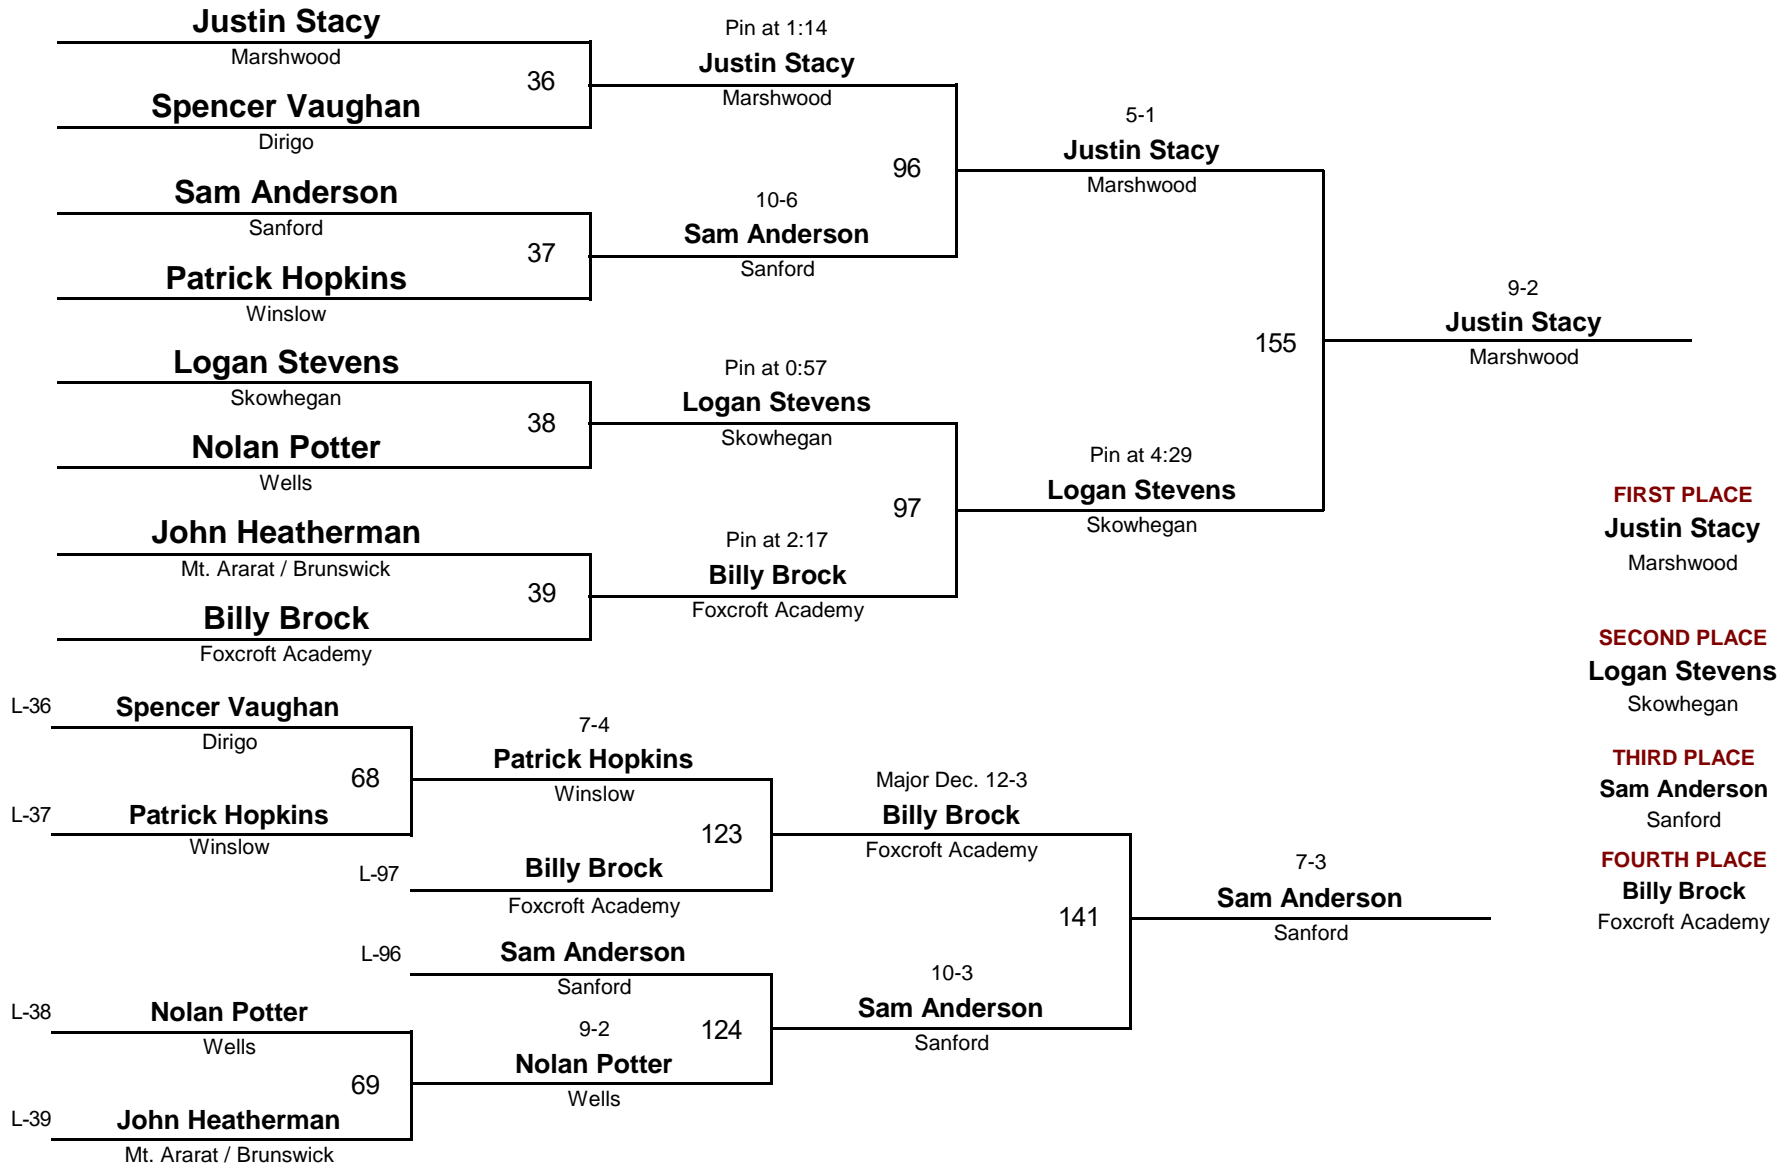 Justin Stacy
Marshwood
36
Spencer Vaughan
Dirigo
Sam Anderson
Sanford
37
Patrick Hopkins
Winslow
Logan Stevens
Skowhegan
38
Nolan Potter
Wells
John Heatherman
Mt. Ararat / Brunswick
39
Billy Brock
Foxcroft Academy
Pin at 1:14
Justin Stacy
Marshwood
96
10-6
Sam Anderson
Sanford
Pin at 0:57
Logan Stevens
Skowhegan
97
Pin at 2:17
Billy Brock
Foxcroft Academy
5-1
Justin Stacy
Marshwood
155
Pin at 4:29
Logan Stevens
Skowhegan
9-2
Justin Stacy
Marshwood
FIRST PLACE
Justin Stacy
Marshwood
SECOND PLACE
Logan Stevens
Skowhegan
THIRD PLACE
Sam Anderson
Sanford
FOURTH PLACE
Billy Brock
Foxcroft Academy
L-36 Spencer Vaughan
Dirigo
68
L-37 Patrick Hopkins
Winslow
7-4
Patrick Hopkins
Winslow
123
L-97 Billy Brock
Foxcroft Academy
L-96 Sam Anderson
Sanford
L-38 Nolan Potter
Wells
69
L-39 John Heatherman
Mt. Ararat / Brunswick
9-2
124
Nolan Potter
Wells
Major Dec. 12-3
Billy Brock
Foxcroft Academy
141
10-3
Sam Anderson
Sanford
7-3
Sam Anderson
Sanford